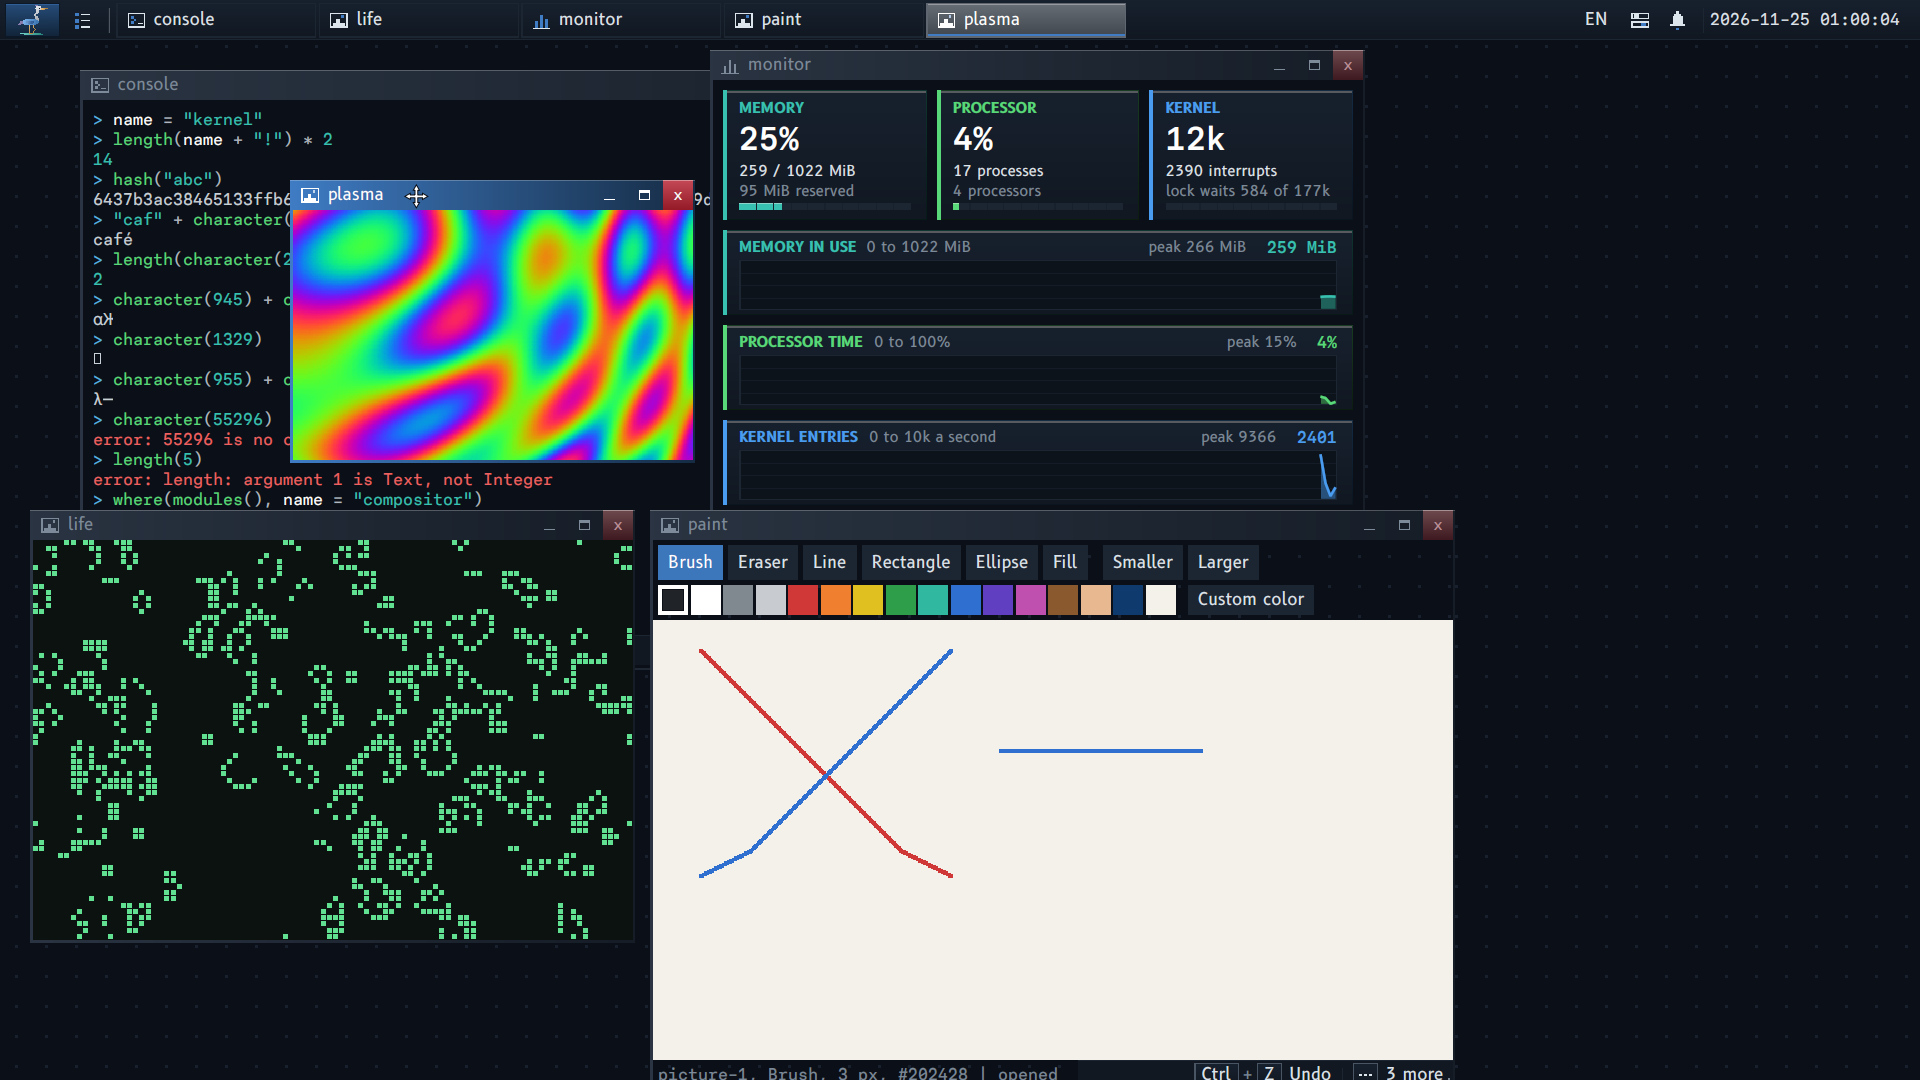 console
life
monitor
paint
plasma
EN
2026-11-25 01:00:04
console
> name = "kernel"
> length(name + "!") * 2
14
> hash("abc")
6437b3ac38465133ffb6
> "caf" + character(
café
> length(character(2
2
> character(945) + c
> character(1329)
> character(955) + c
λ—
> character(55296)
error: 55296 is no c
> length(5)
error: length: argument 1 is Text, not Integer
> where(modules(), name = "compositor")
plasma
monitor
MEMORY
25%
259 / 1022 MiB
95 MiB reserved
PROCESSOR
4%
17 processes
4 processors
KERNEL
12k
2390 interrupts
lock waits 584 of 177k
MEMORY IN USE 0 to 1022 MiB peak 266 MiB 259 MiB
PROCESSOR TIME 0 to 100% peak 15% 4%
KERNEL ENTRIES 0 to 10k a second peak 9366 2401
life
paint
Brush Eraser Line Rectangle Ellipse Fill Smaller Larger
Custom color
picture-1, Brush, 3 px, #202428 | opened
Ctrl + Z Undo ... 3 more